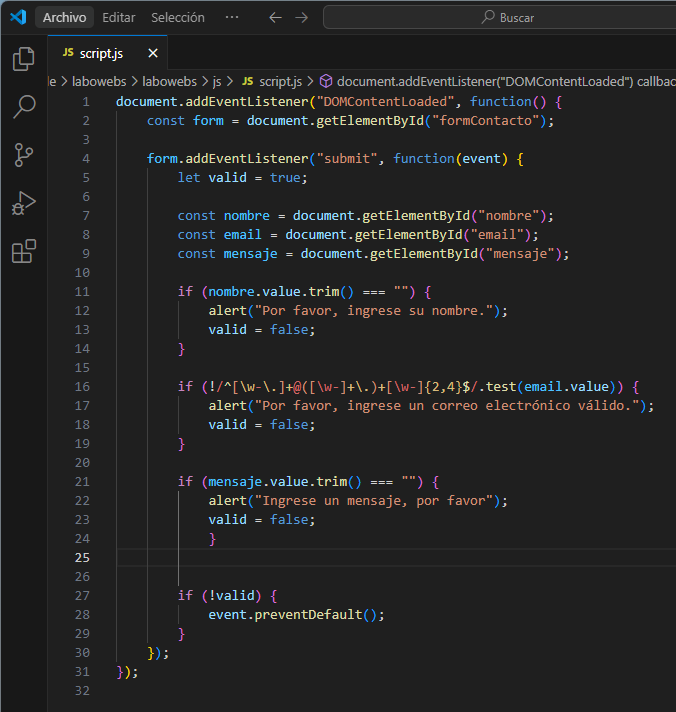 Archivo Editar Selección ··· Buscar
JS script.js
le > labowebs > labowebs > js > JS script.js > document.addEventListener("DOMContentLoaded") callbac
1 document.addEventListener("DOMContentLoaded", function() {
2     const form = document.getElementById("formContacto");
3
4     form.addEventListener("submit", function(event) {
5         let valid = true;
6
7         const nombre = document.getElementById("nombre");
8         const email = document.getElementById("email");
9         const mensaje = document.getElementById("mensaje");
10
11         if (nombre.value.trim() === "") {
12             alert("Por favor, ingrese su nombre.");
13             valid = false;
14         }
15
16         if (!/^[\w-\.]+@([\w-]+\.)+[\w-]{2,4}$/.test(email.value)) {
17             alert("Por favor, ingrese un correo electrónico válido.");
18             valid = false;
19         }
20
21         if (mensaje.value.trim() === "") {
22             alert("Ingrese un mensaje, por favor");
23             valid = false;
24             }
25
26
27         if (!valid) {
28             event.preventDefault();
29         }
30     });
31 });
32